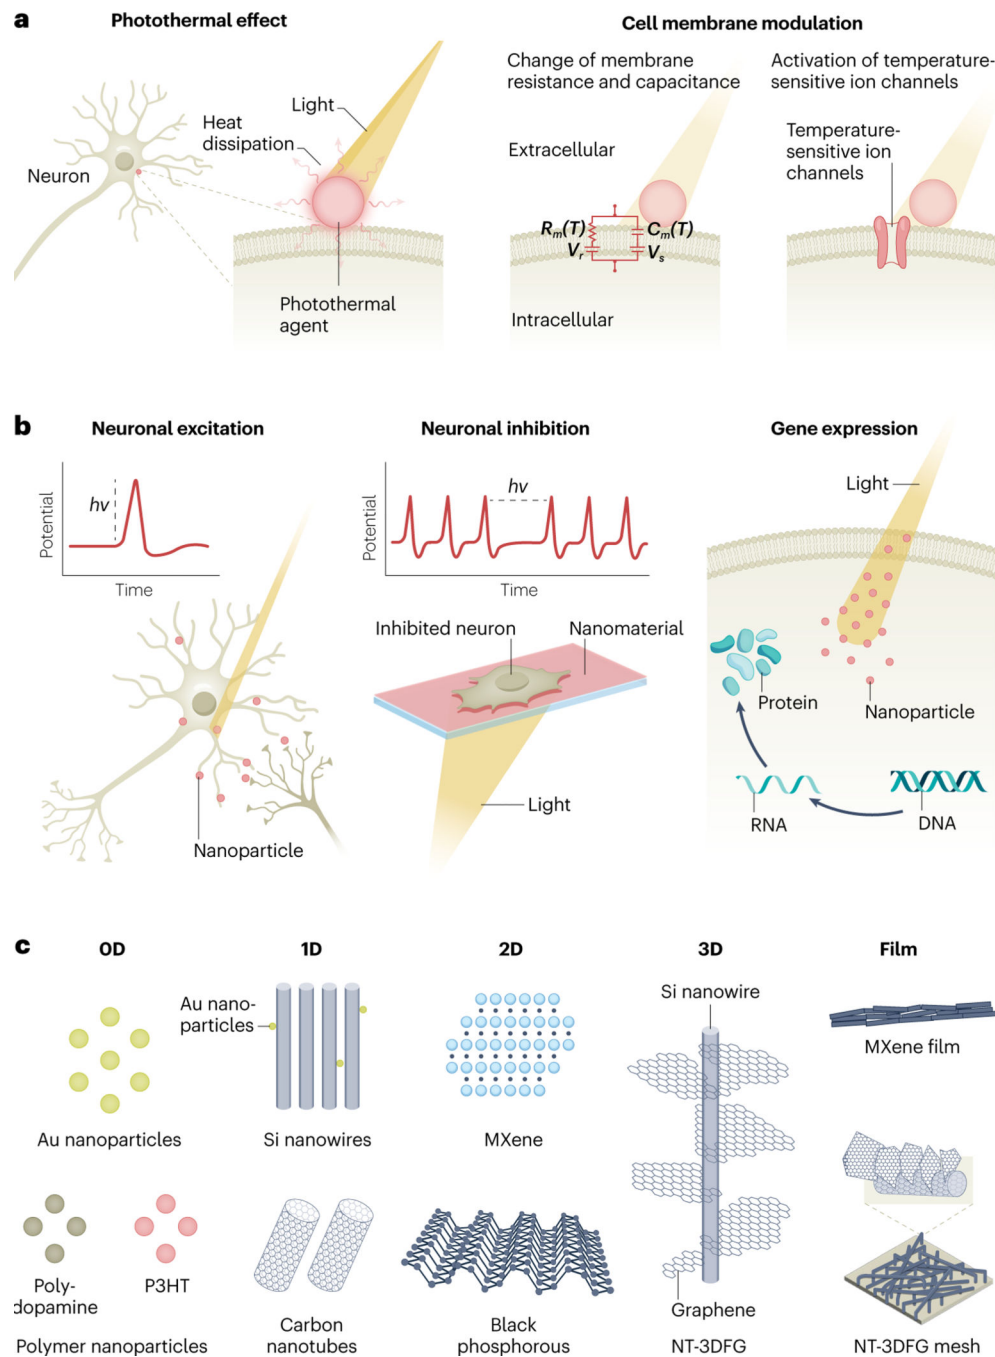 a
Photothermal effect
Cell membrane modulation
Light
Heat
dissipation
Neuron
Photothermal
agent
Change of membrane
resistance and capacitance
Extracellular
Rm(T)
Cm(T)
Vr
Vs
Intracellular
Activation of temperature-
sensitive ion channels
Temperature-
sensitive ion
channels
b
Neuronal excitation
Potential
hv
Time
Nanoparticle
Neuronal inhibition
Potential
hv
Time
Inhibited neuron
Nanomaterial
Light
Gene expression
Light
Protein
Nanoparticle
RNA
DNA
c
0D
1D
2D
3D
Film
Au nanoparticles
Au nano-
particles
Si nanowires
MXene
Si nanowire
MXene film
Poly-
dopamine
P3HT
Polymer nanoparticles
Carbon
nanotubes
Black
phosphorous
Graphene
NT-3DFG
NT-3DFG mesh